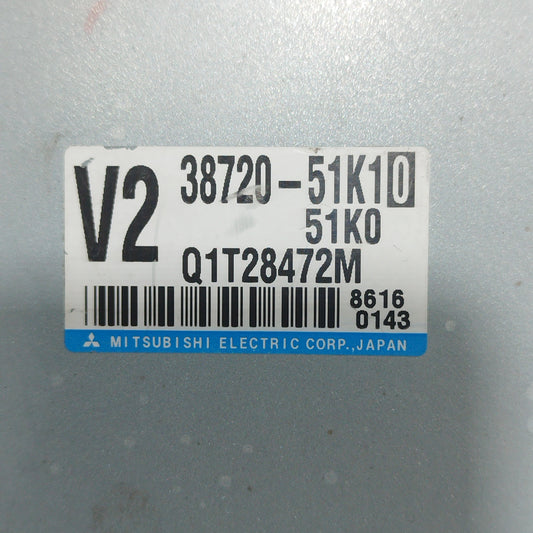 V2
38720-51K10
51K0
Q1T28472M
8616
0143
MITSUBISHI ELECTRIC CORP.,JAPAN